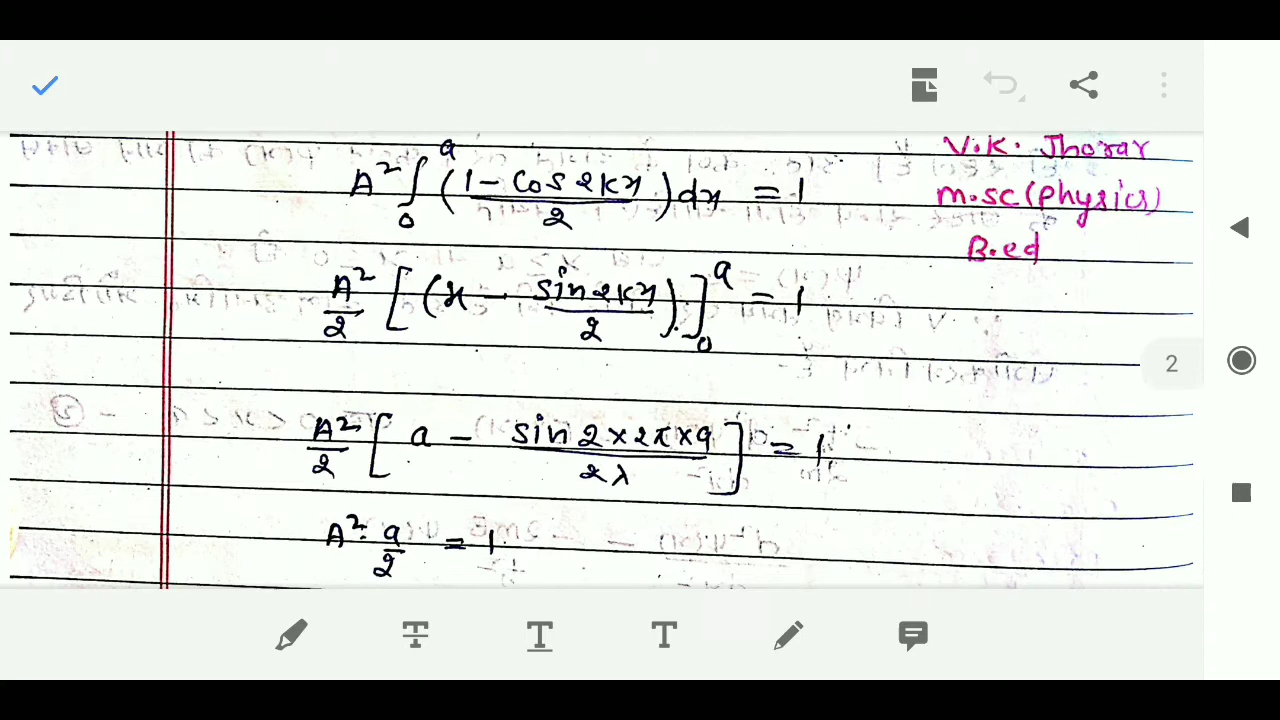 A² ∫₀ᵃ (1 - Cos 2kx / 2) dx = 1
V.K. Jhorar
M.sc (Physics)
B.ed
A²/2 [(x - sin 2kx / 2)]₀ᵃ = 1
2
A²/2 [a - sin 2 × 2π × a / 2λ] = 1
A² · a/2 = 1